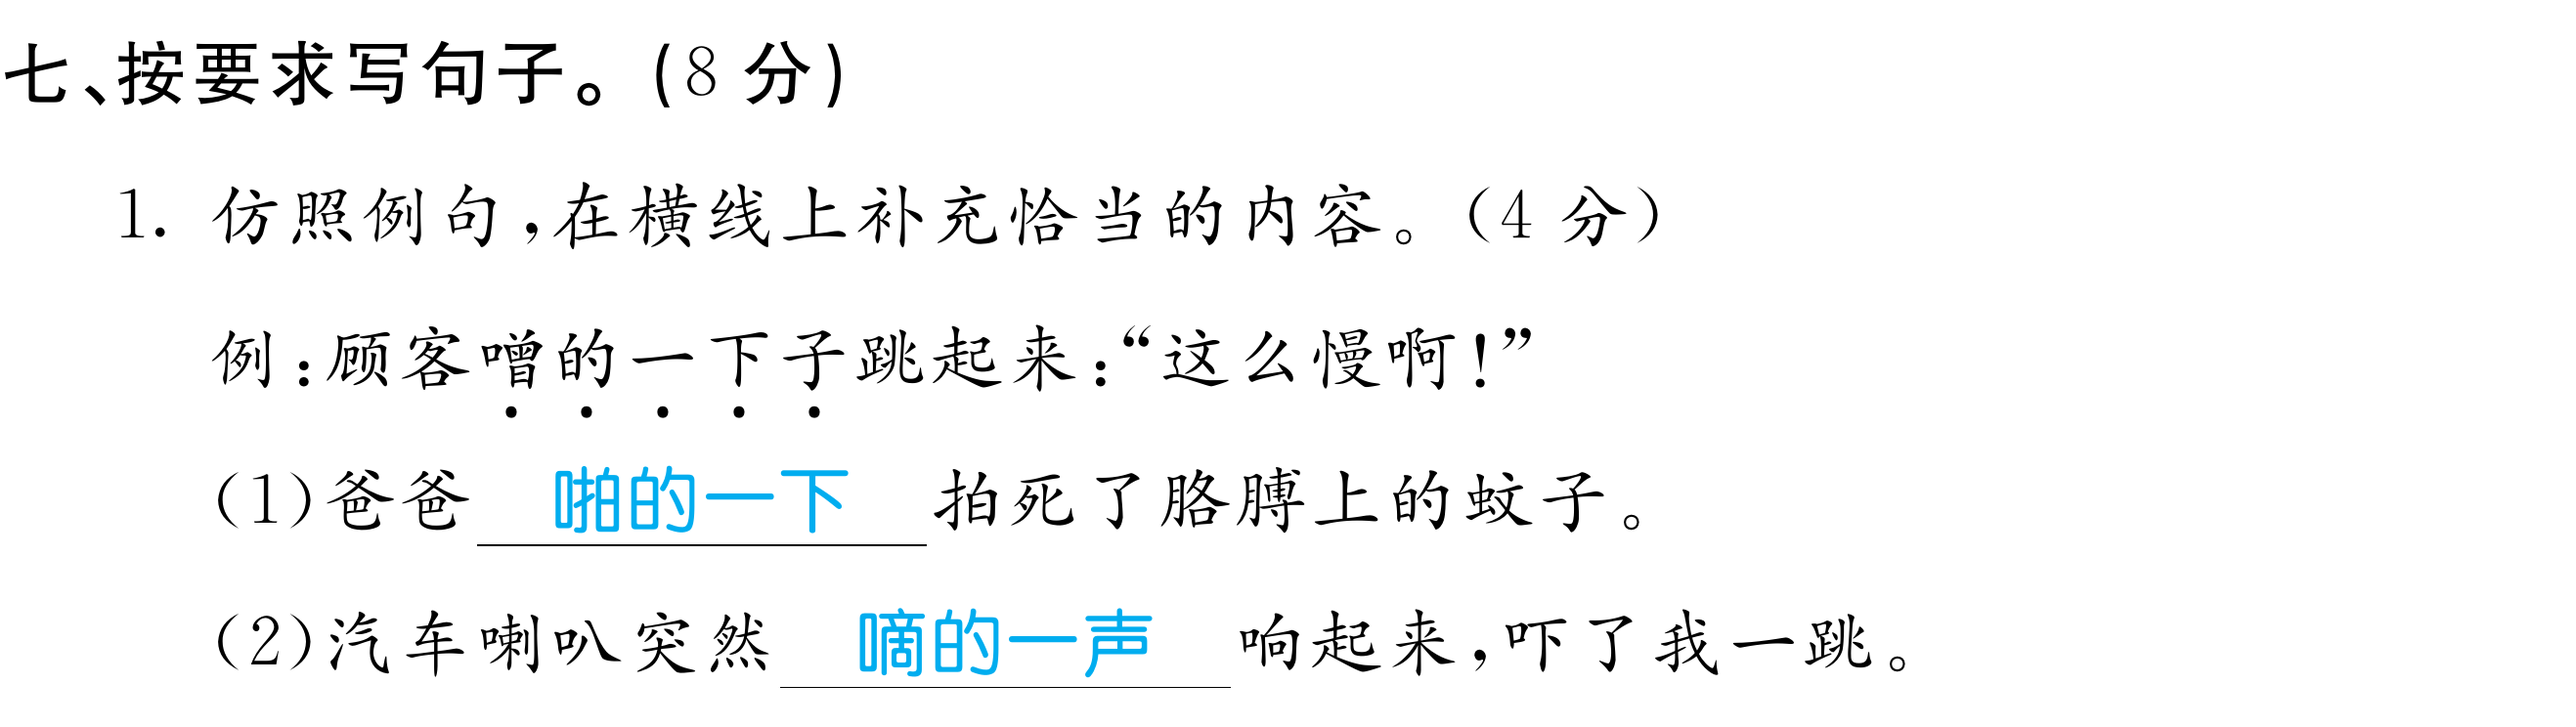 七、按要求写句子。(8 分)
1. 仿照例句,在横线上补充恰当的内容。(4 分)
例:顾客噌的一下子跳起来:“这么慢啊!”
(1)爸爸 啪的一下 拍死了胳膊上的蚊子。
(2)汽车喇叭突然 嘀的一声 响起来,吓了我一跳。